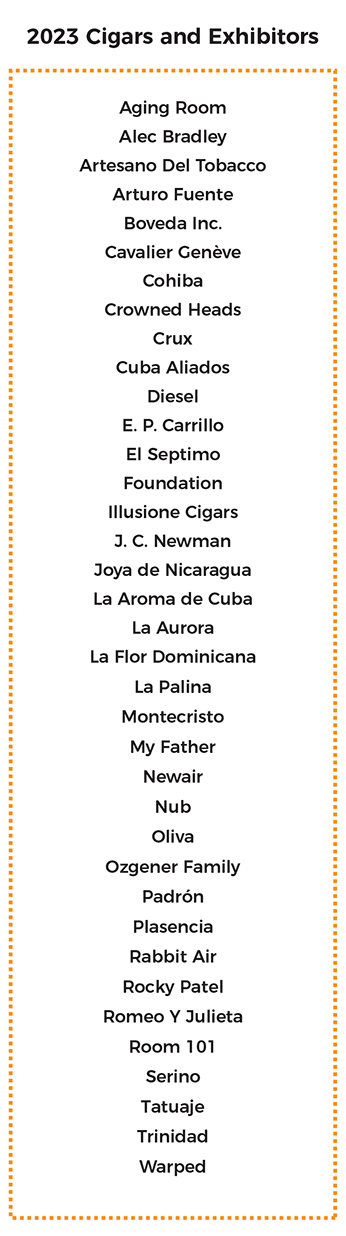 2023 Cigars and Exhibitors
Aging Room
Alec Bradley
Artesano Del Tobacco
Arturo Fuente
Boveda Inc.
Cavalier Genève
Cohiba
Crowned Heads
Crux
Cuba Aliados
Diesel
E. P. Carrillo
El Septimo
Foundation
Illusione Cigars
J. C. Newman
Joya de Nicaragua
La Aroma de Cuba
La Aurora
La Flor Dominicana
La Palina
Montecristo
My Father
Newair
Nub
Oliva
Ozgener Family
Padrón
Plasencia
Rabbit Air
Rocky Patel
Romeo Y Julieta
Room 101
Serino
Tatuaje
Trinidad
Warped